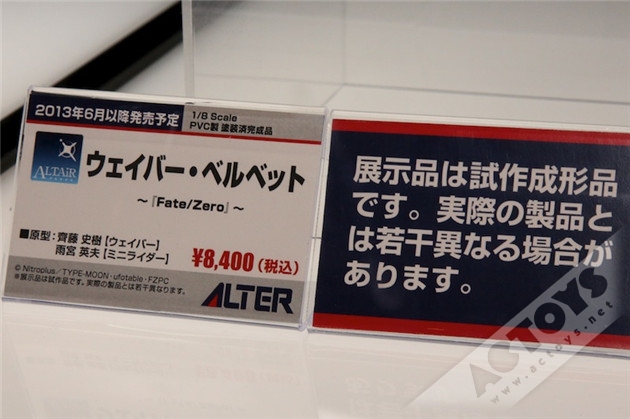 2013年6月以降発売予定
1/8 Scale
PVC製 塗装済完成品
ALTAiR
ウェイバー・ベルベット
～『Fate/Zero』～
■原型：齊藤 史樹【ウェイバー】
雨宮 英夫【ミニライダー】
¥8,400（税込）
© Nitroplus／TYPE-MOON・ufotable・FZPC
※展示品は試作品です。実際の製品とは若干異なります。
ALTER
展示品は試作成形品
です。実際の製品と
は若干異なる場合が
あります。
ACTOYS
www.actoys.net